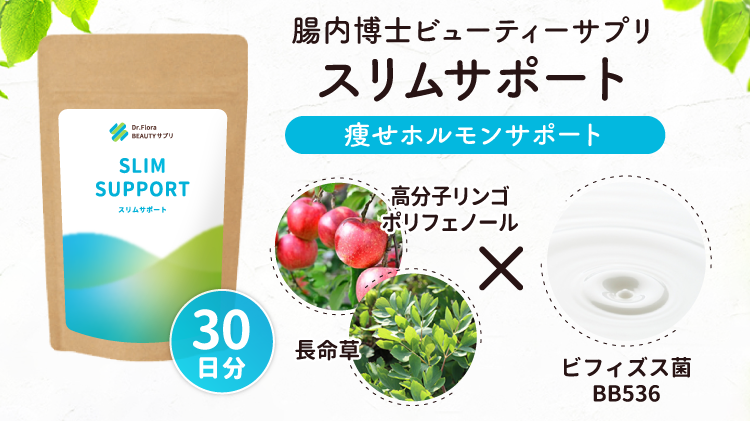 腸内博士ビューティーサプリ
スリムサポート
痩せホルモンサポート
Dr.Flora
BEAUTYサプリ
SLIM
SUPPORT
スリムサポート
30
日分
高分子リンゴ
ポリフェノール
長命草
×
ビフィズス菌
BB536